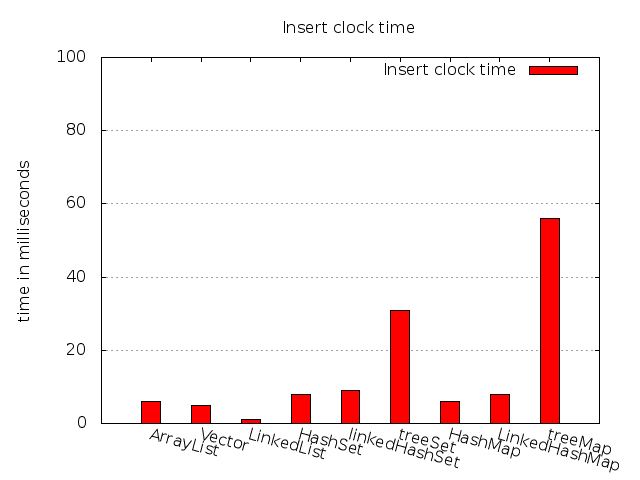 Insert clock time
Insert clock time
100
80
60
40
20
0
time in milliseconds
ArrayList
Vector
LinkedList
HashSet
linkedHashSet
treeSet
HashMap
LinkedHashMap
treeMap